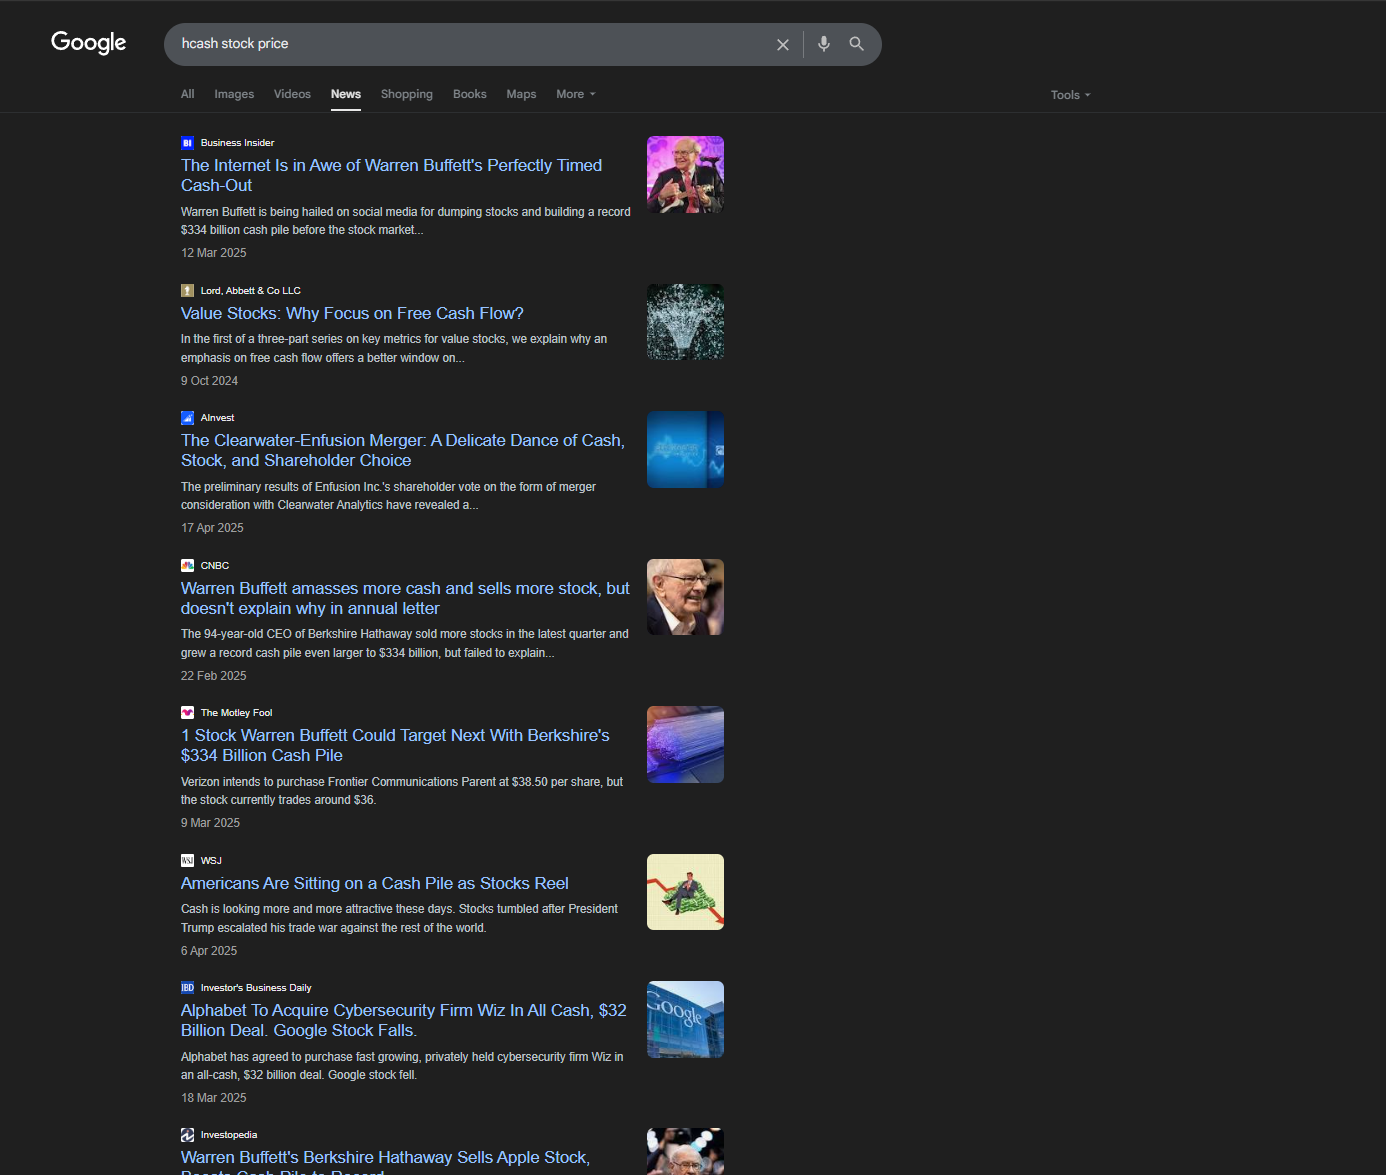 Google
hcash stock price
All Images Videos News Shopping Books Maps More Tools
BI Business Insider
The Internet Is in Awe of Warren Buffett's Perfectly Timed
Cash-Out
Warren Buffett is being hailed on social media for dumping stocks and building a record
$334 billion cash pile before the stock market...
12 Mar 2025
Lord, Abbett & Co LLC
Value Stocks: Why Focus on Free Cash Flow?
In the first of a three-part series on key metrics for value stocks, we explain why an
emphasis on free cash flow offers a better window on...
9 Oct 2024
AInvest
The Clearwater-Enfusion Merger: A Delicate Dance of Cash,
Stock, and Shareholder Choice
The preliminary results of Enfusion Inc.'s shareholder vote on the form of merger
consideration with Clearwater Analytics have revealed a...
17 Apr 2025
CNBC
Warren Buffett amasses more cash and sells more stock, but
doesn't explain why in annual letter
The 94-year-old CEO of Berkshire Hathaway sold more stocks in the latest quarter and
grew a record cash pile even larger to $334 billion, but failed to explain...
22 Feb 2025
The Motley Fool
1 Stock Warren Buffett Could Target Next With Berkshire's
$334 Billion Cash Pile
Verizon intends to purchase Frontier Communications Parent at $38.50 per share, but
the stock currently trades around $36.
9 Mar 2025
WSJ WSJ
Americans Are Sitting on a Cash Pile as Stocks Reel
Cash is looking more and more attractive these days. Stocks tumbled after President
Trump escalated his trade war against the rest of the world.
6 Apr 2025
IBD Investor's Business Daily
Alphabet To Acquire Cybersecurity Firm Wiz In All Cash, $32
Billion Deal. Google Stock Falls.
Google
Alphabet has agreed to purchase fast growing, privately held cybersecurity firm Wiz in
an all-cash, $32 billion deal. Google stock fell.
18 Mar 2025
Investopedia
Warren Buffett's Berkshire Hathaway Sells Apple Stock,